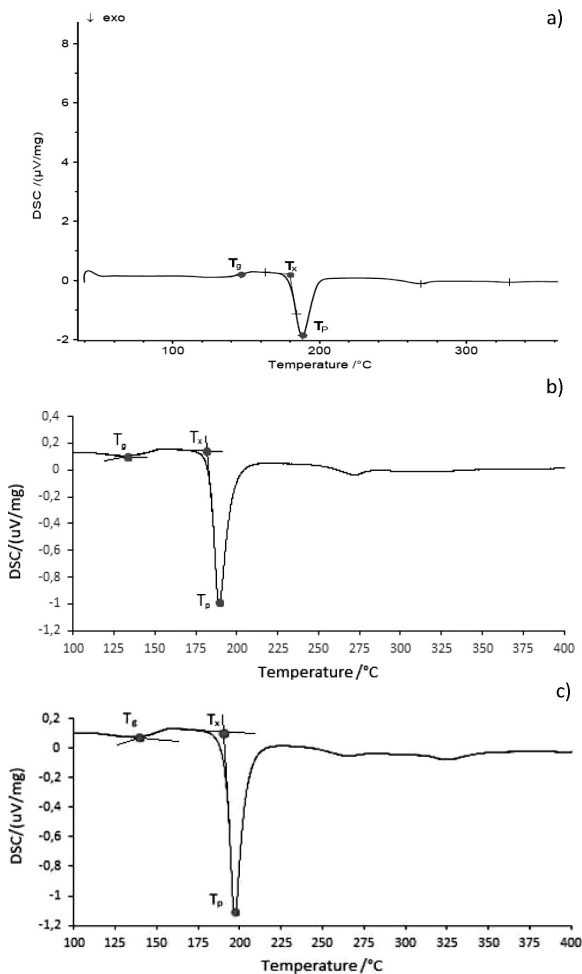 ↓ exo
a)
8
6
4
2
0
-2
DSC /(µV/mg)
Tg
Tx
Tp
100
200
300
Temperature /°C
b)
0,4
0,2
0
-0,2
-0,4
-0,6
-0,8
-1
-1,2
DSC/(uV/mg)
Tg
Tx
Tp
100
125
150
175
200
225
250
275
300
325
350
375
400
Temperature /°C
c)
0,2
0
-0,2
-0,4
-0,6
-0,8
-1
-1,2
DSC/(uV/mg)
Tg
Tx
Tp
100
125
150
175
200
225
250
275
300
325
350
375
400
Temperature /°C